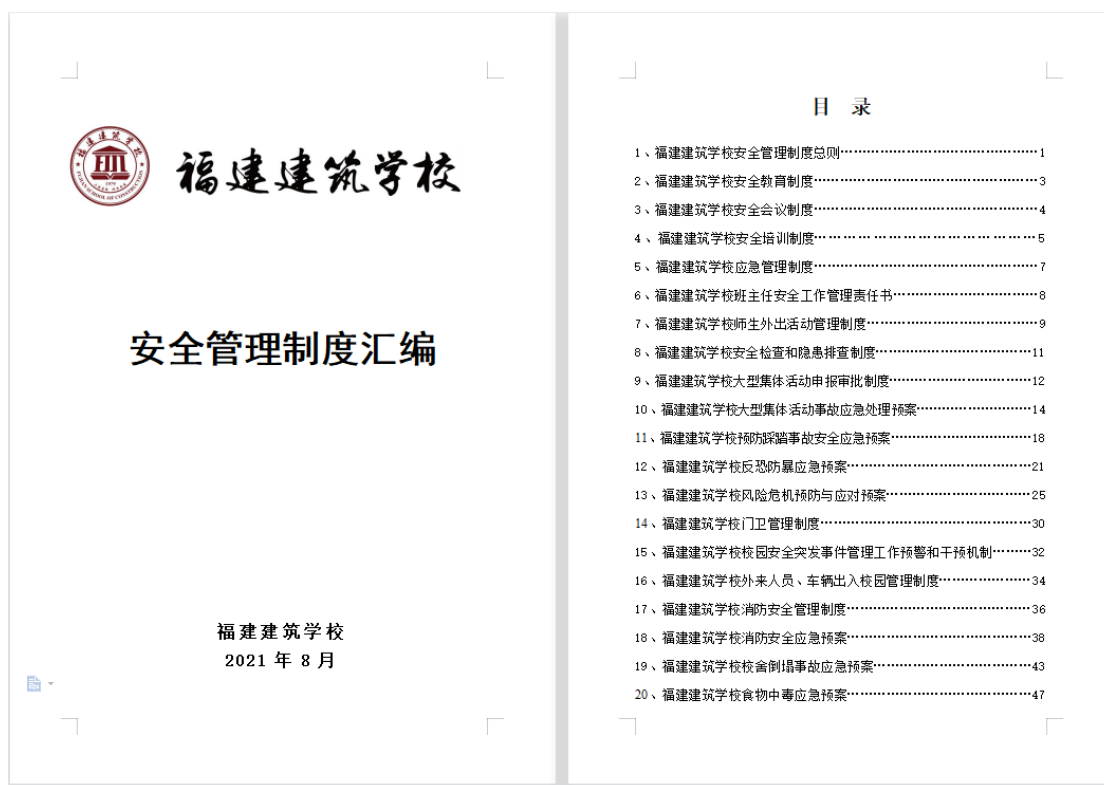 福建建筑学校
安全管理制度汇编
福建建筑学校
2021 年 8 月
目 录
1、福建建筑学校安全管理制度总则……………………………1
2、福建建筑学校安全教育制度………………………………3
3、福建建筑学校安全会议制度………………………………4
4、福建建筑学校安全培训制度………………………………5
5、福建建筑学校应急管理制度………………………………7
6、福建建筑学校班主任安全工作管理责任书……………………8
7、福建建筑学校师生外出活动管理制度………………………9
8、福建建筑学校安全检查和隐患排查制度……………………11
9、福建建筑学校大型集体活动申报审批制度……………………12
10、福建建筑学校大型集体活动事故应急处理预案………………14
11、福建建筑学校预防踩踏事故安全应急预案…………………18
12、福建建筑学校反恐防暴应急预案…………………………21
13、福建建筑学校风险危机预防与应对预案……………………25
14、福建建筑学校门卫管理制度………………………………30
15、福建建筑学校校园安全突发事件管理工作预警和干预机制……32
16、福建建筑学校外来人员、车辆出入校园管理制度……………34
17、福建建筑学校消防安全管理制度…………………………36
18、福建建筑学校消防安全应急预案…………………………38
19、福建建筑学校校舍倒塌事故应急预案………………………43
20、福建建筑学校食物中毒应急预案…………………………47